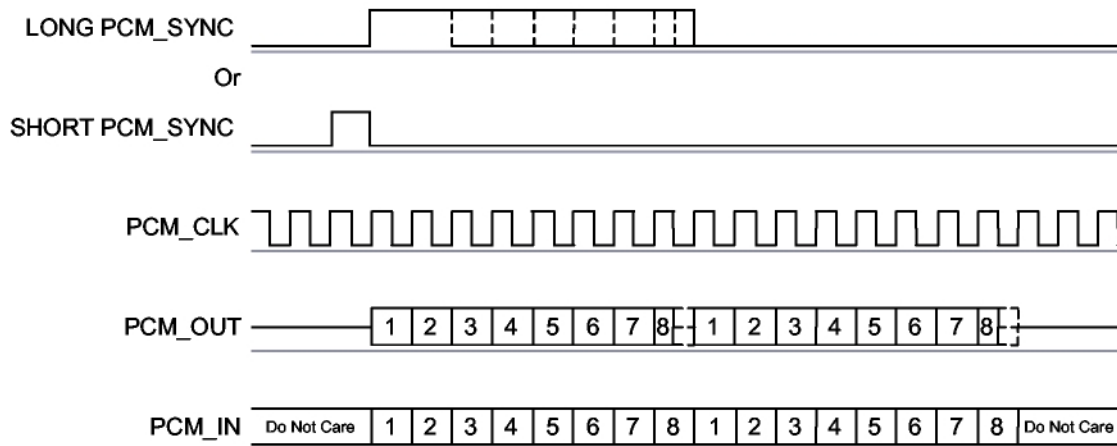 LONG PCM_SYNC
Or
SHORT PCM_SYNC
PCM_CLK
PCM_OUT 1 2 3 4 5 6 7 8 1 2 3 4 5 6 7 8
PCM_IN Do Not Care 1 2 3 4 5 6 7 8 1 2 3 4 5 6 7 8 Do Not Care